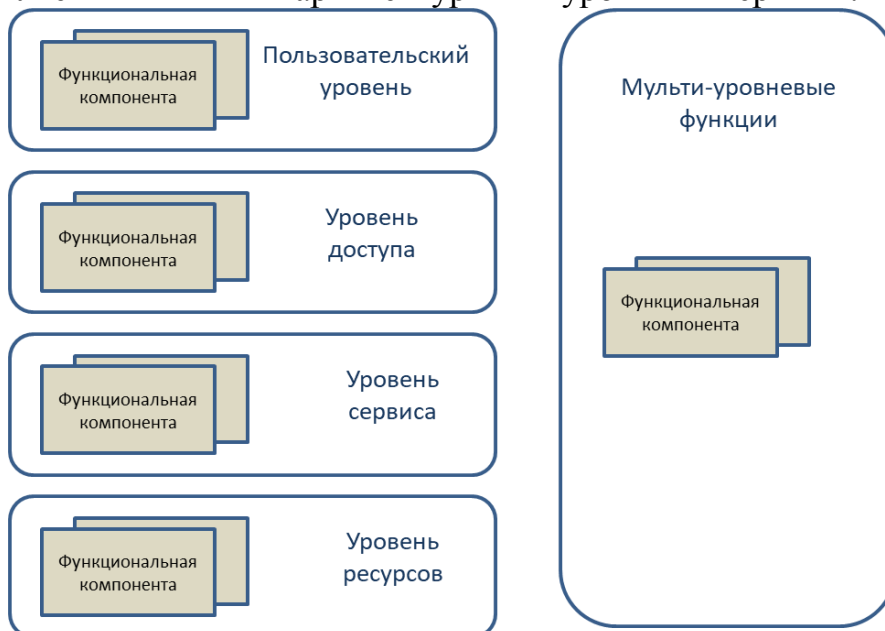 Функциональная
компонента
Пользовательский
уровень
Функциональная
компонента
Уровень
доступа
Функциональная
компонента
Уровень
сервиса
Функциональная
компонента
Уровень
ресурсов
Мульти-уровневые
функции
Функциональная
компонента